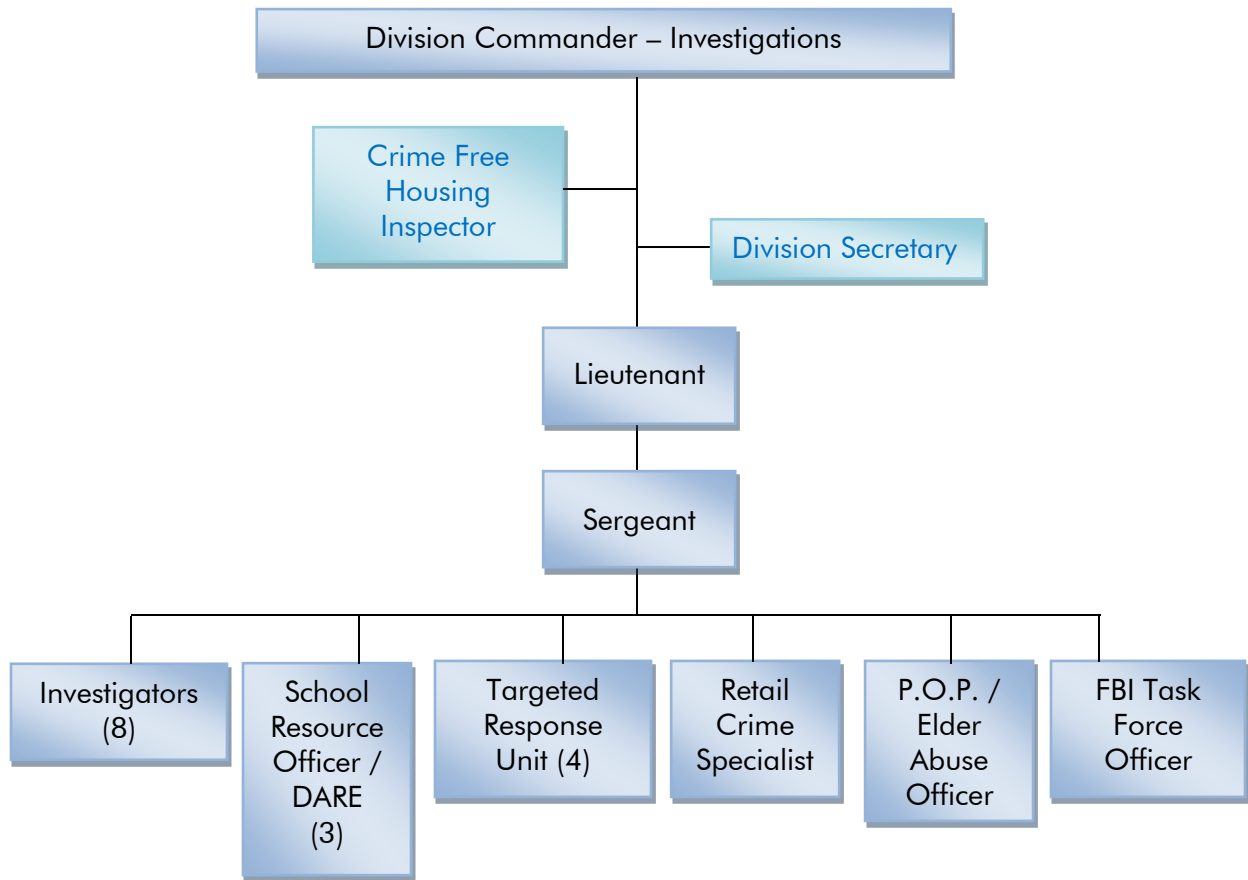 Division Commander – Investigations
Crime Free
Housing
Inspector
Division Secretary
Lieutenant
Sergeant
Investigators
(8)
School
Resource
Officer /
DARE
(3)
Targeted
Response
Unit (4)
Retail
Crime
Specialist
P.O.P. /
Elder
Abuse
Officer
FBI Task
Force
Officer